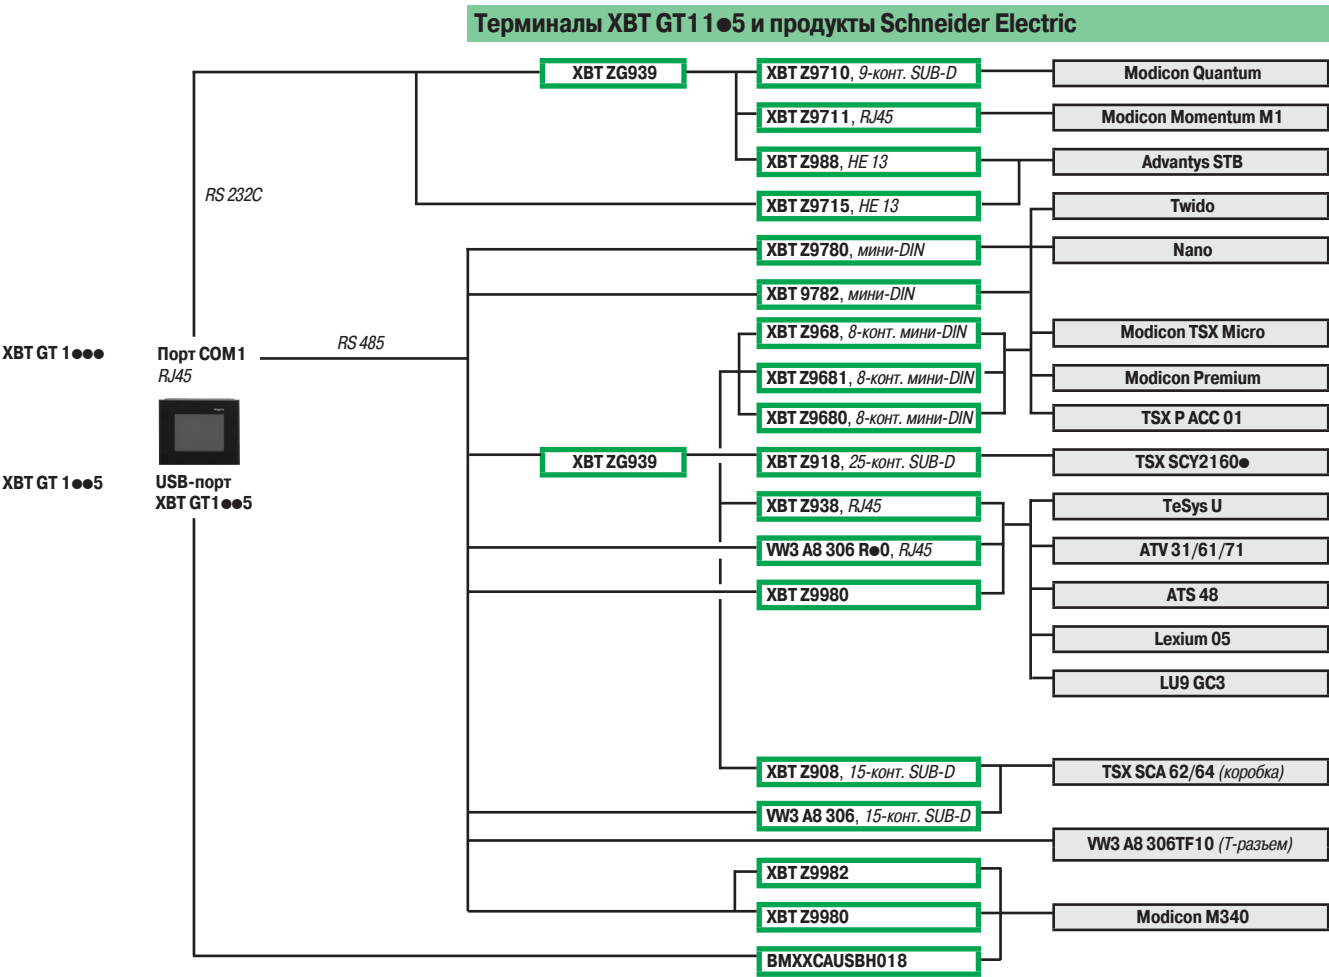 Терминалы XBT GT11●5 и продукты Schneider Electric
XBT ZG939
XBT Z9710, 9-конт. SUB-D
Modicon Quantum
XBT Z9711, RJ45
Modicon Momentum M1
XBT Z988, HE 13
Advantys STB
RS 232C
XBT Z9715, HE 13
Twido
XBT Z9780, мини-DIN
Nano
XBT 9782, мини-DIN
XBT Z968, 8-конт. мини-DIN
Modicon TSX Micro
XBT GT 1●●●
Порт COM1
RJ45
RS 485
XBT Z9681, 8-конт. мини-DIN
Modicon Premium
XBT Z9680, 8-конт. мини-DIN
TSX P ACC 01
XBT ZG939
XBT Z918, 25-конт. SUB-D
TSX SCY2160●
XBT GT 1●●5
USB-порт
XBT GT1●●5
XBT Z938, RJ45
TeSys U
VW3 A8 306 R●0, RJ45
ATV 31/61/71
XBT Z9980
ATS 48
Lexium 05
LU9 GC3
XBT Z908, 15-конт. SUB-D
TSX SCA 62/64 (коробка)
VW3 A8 306, 15-конт. SUB-D
VW3 A8 306TF10 (Т-разъем)
XBT Z9982
XBT Z9980
Modicon M340
BMXXCAUSBH018